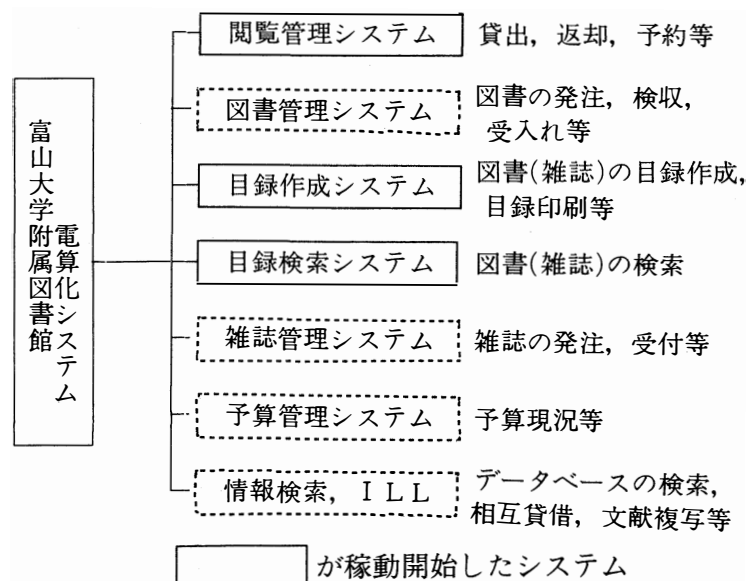 富山大学附属図書館
電算化システム
閲覧管理システム 貸出，返却，予約等
図書管理システム 図書の発注，検収，
受入れ等
目録作成システム 図書(雑誌)の目録作成，
目録印刷等
目録検索システム 図書(雑誌)の検索
雑誌管理システム 雑誌の発注，受付等
予算管理システム 予算現況等
情報検索，ＩＬＬ データベースの検索，
相互貸借，文献複写等
が稼動開始したシステム